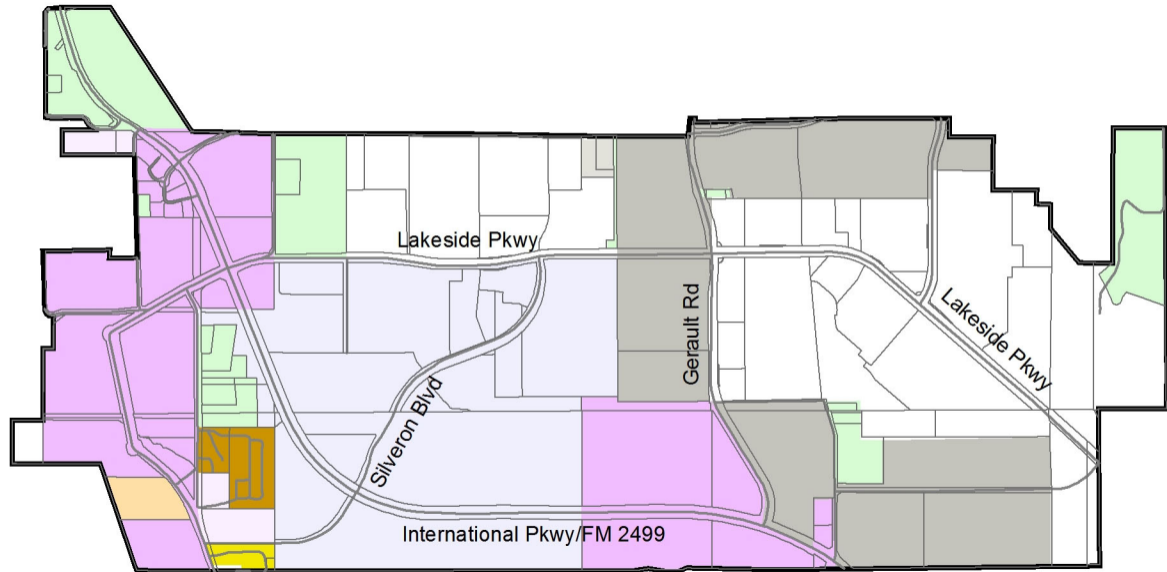 Lakeside Pkwy
Gerault Rd
Lakeside Pkwy
Silveron Blvd
International Pkwy/FM 2499